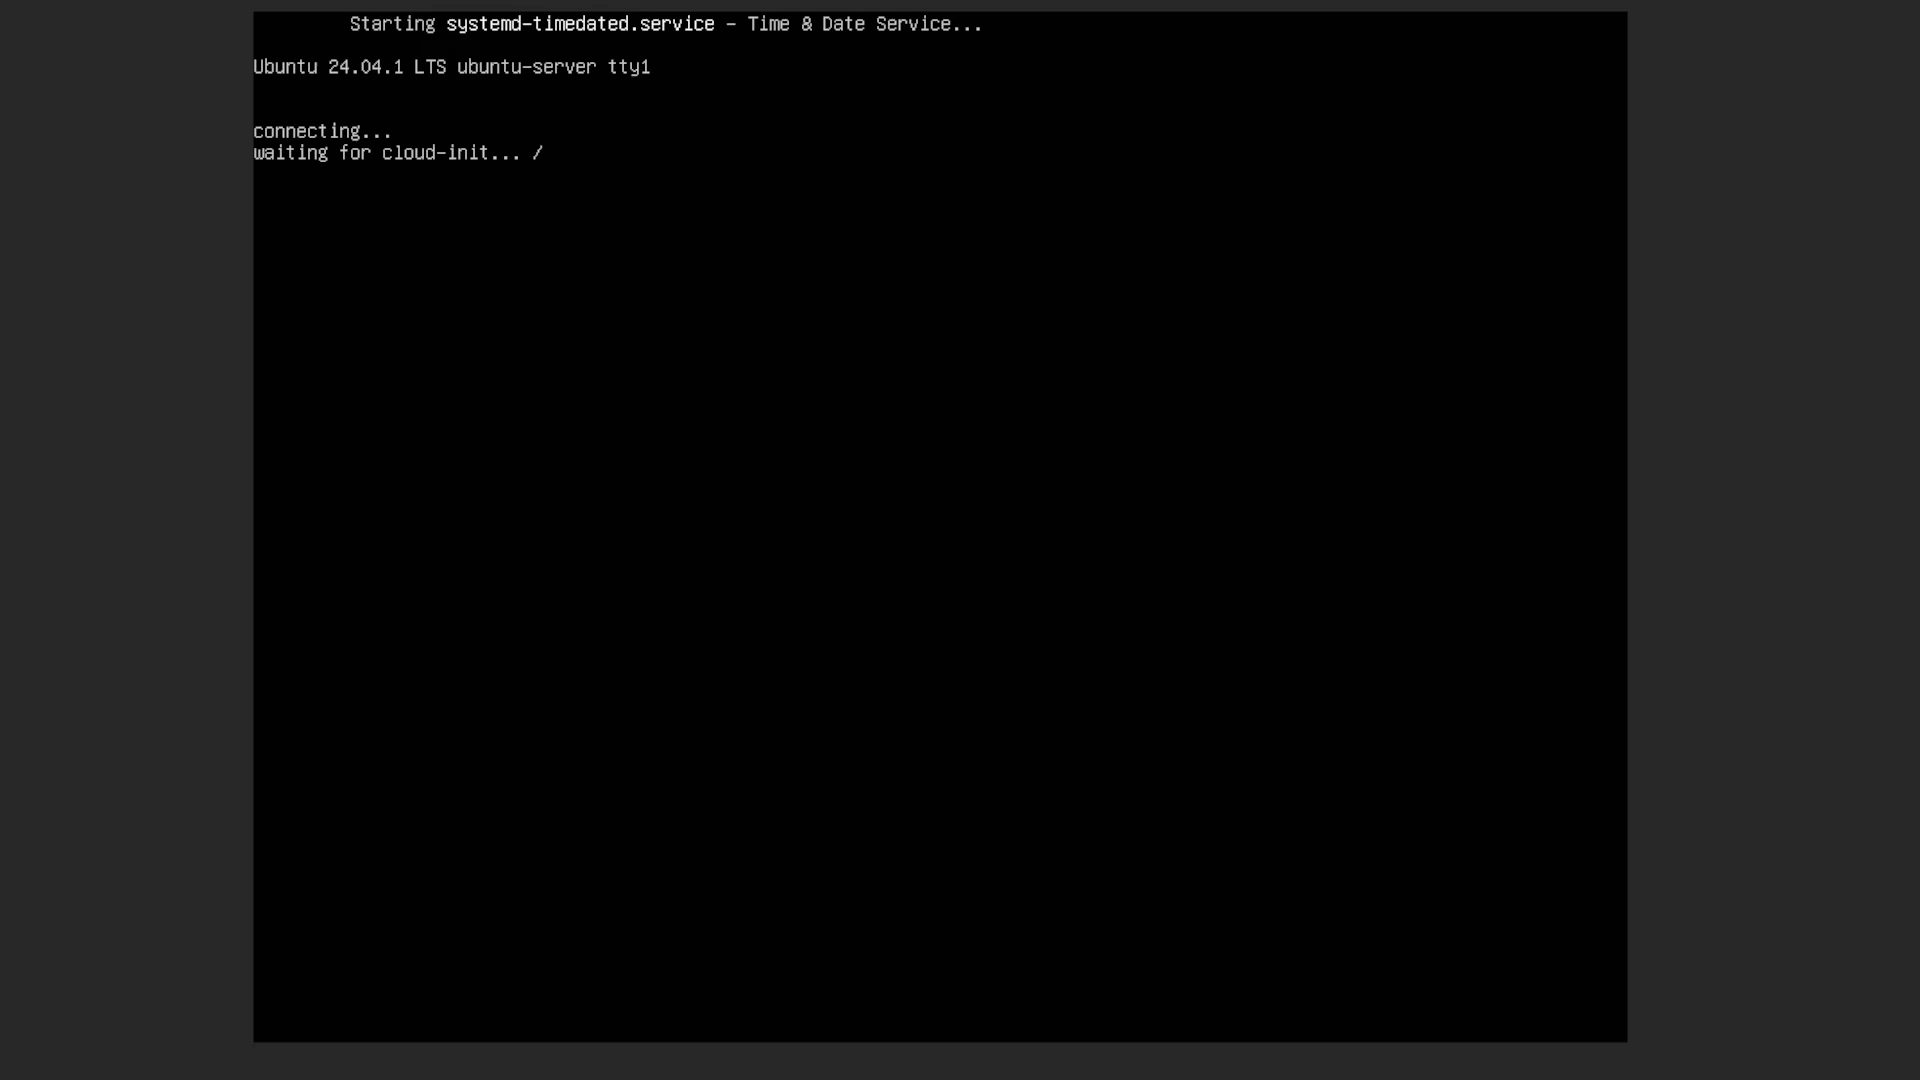 Starting systemd-timedated.service - Time & Date Service...
Ubuntu 24.04.1 LTS ubuntu-server tty1
connecting...
waiting for cloud-init... /